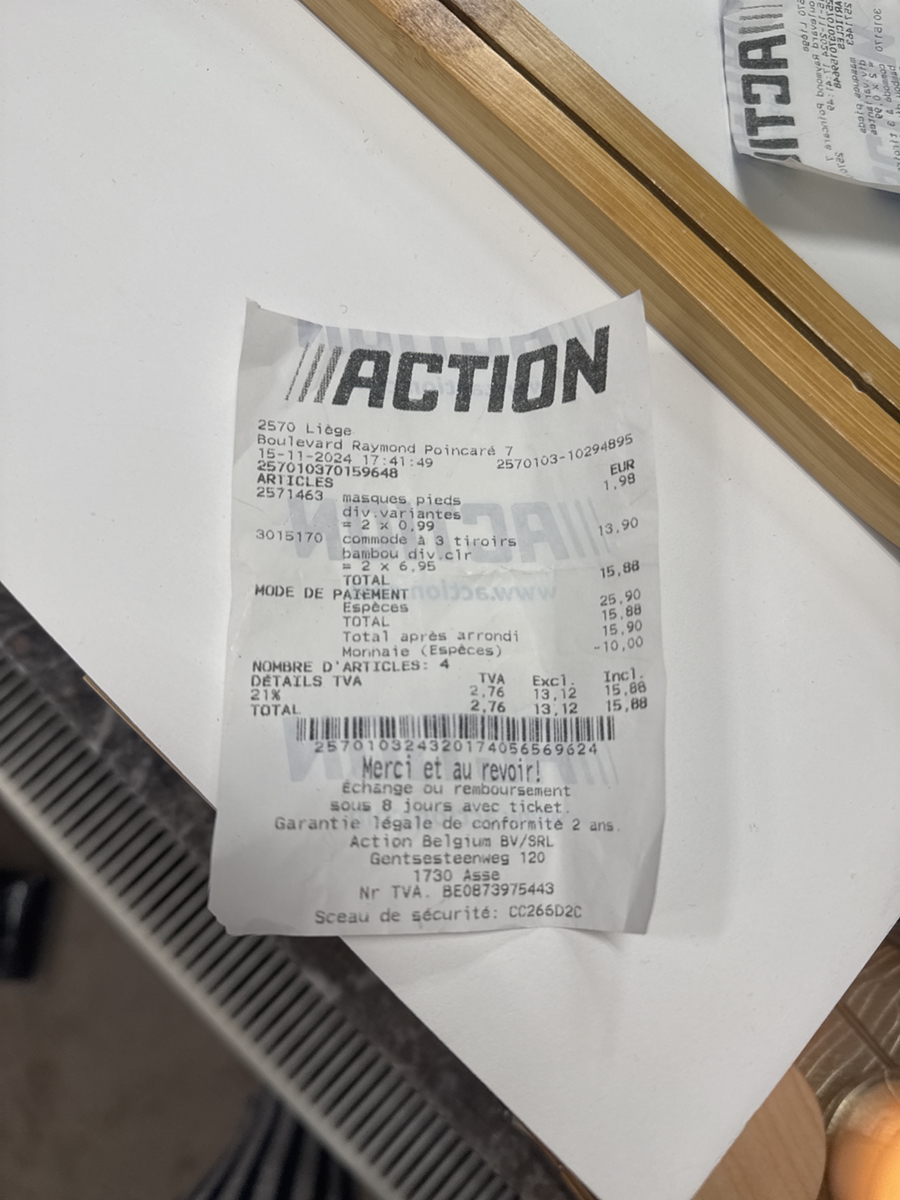 ACTION
2570 Liège
Boulevard Raymond Poincaré 7
15-11-2024 17:41:49 2570103-10294895
257010370159648 EUR
ARTICLES 1,98
2571463 masques pieds
div.variantes
= 2 x 0,99 13,90
3015170 commode à 3 tiroirs
bambou div.clr
= 2 x 6,95
TOTAL 15,88
MODE DE PAIEMENT
Espèces 25,90
TOTAL 15,88
Total après arrondi 15,90
Monnaie (Espèces) -10,00
NOMBRE D'ARTICLES: 4
DÉTAILS TVA TVA Excl. Incl.
21% 2,76 13,12 15,88
TOTAL 2,76 13,12 15,88
2570103243201740565696​24
Merci et au revoir!
Échange ou remboursement
sous 8 jours avec ticket.
Garantie légale de conformité 2 ans.
Action Belgium BV/SRL
Gentsesteenweg 120
1730 Asse
Nr TVA. BE0873975443
Sceau de sécurité: CC266D2C